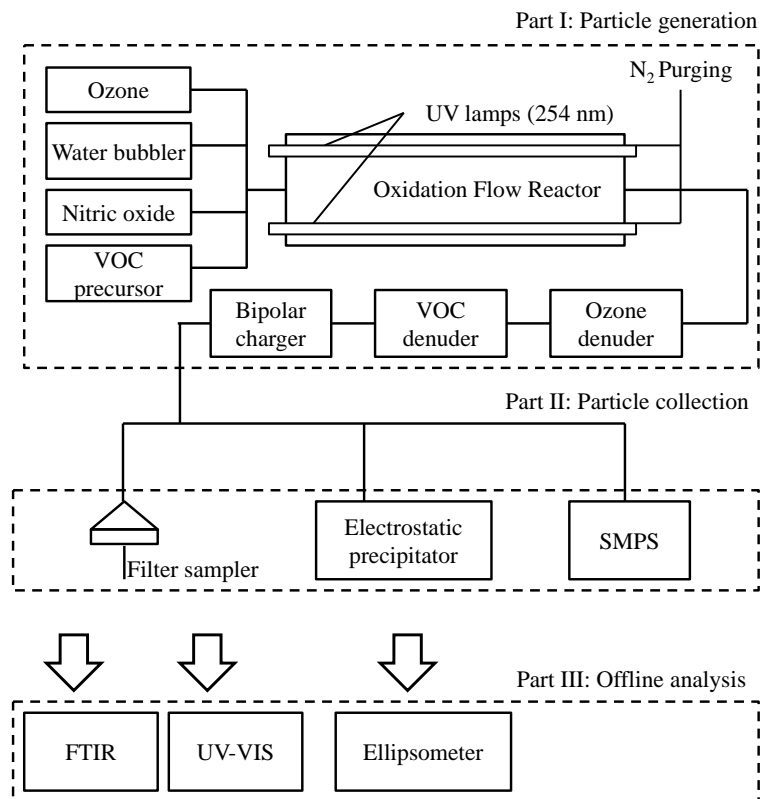 Part I: Particle generation
N₂ Purging
Ozone
UV lamps (254 nm)
Water bubbler
Oxidation Flow Reactor
Nitric oxide
VOC
precursor
Bipolar
charger
VOC
denuder
Ozone
denuder
Part II: Particle collection
Electrostatic
precipitator
SMPS
Filter sampler
Part III: Offline analysis
FTIR
UV-VIS
Ellipsometer